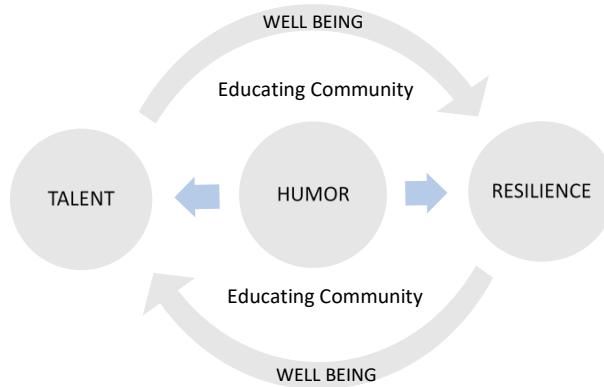 WELL BEING
Educating Community
TALENT
HUMOR
RESILIENCE
Educating Community
WELL BEING